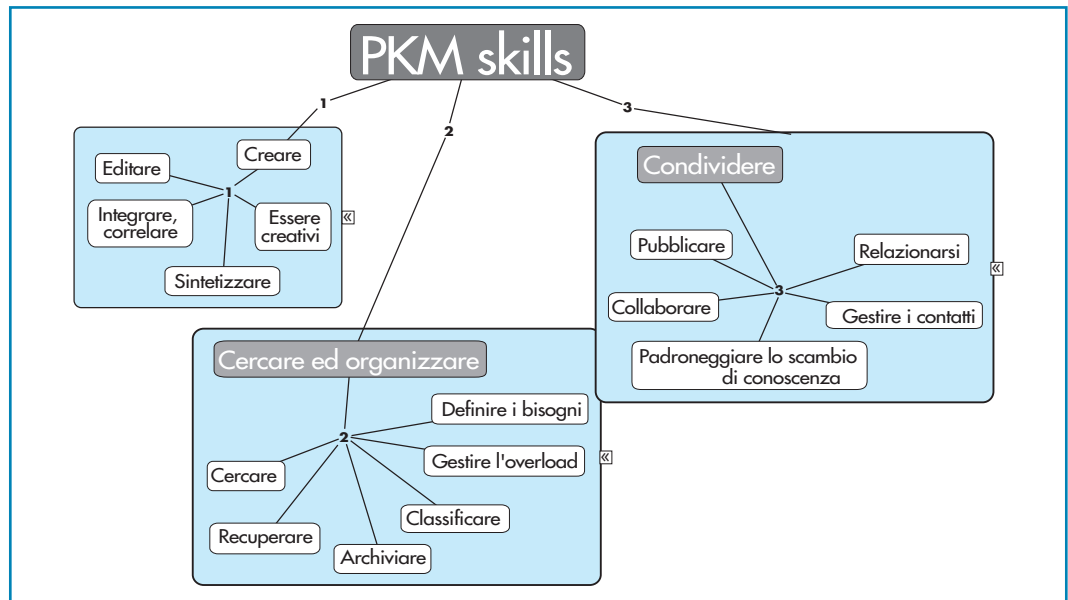 PKM skills
1
2
3
Creare
Editare
1
Integrare,
correlare
Essere
creativi
Sintetizzare
«
Condividere
Pubblicare
Relazionarsi
3
Collaborare
Gestire i contatti
Padroneggiare lo scambio
di conoscenza
«
Cercare ed organizzare
Definire i bisogni
2
Gestire l'overload
Cercare
Classificare
Recuperare
Archiviare
«